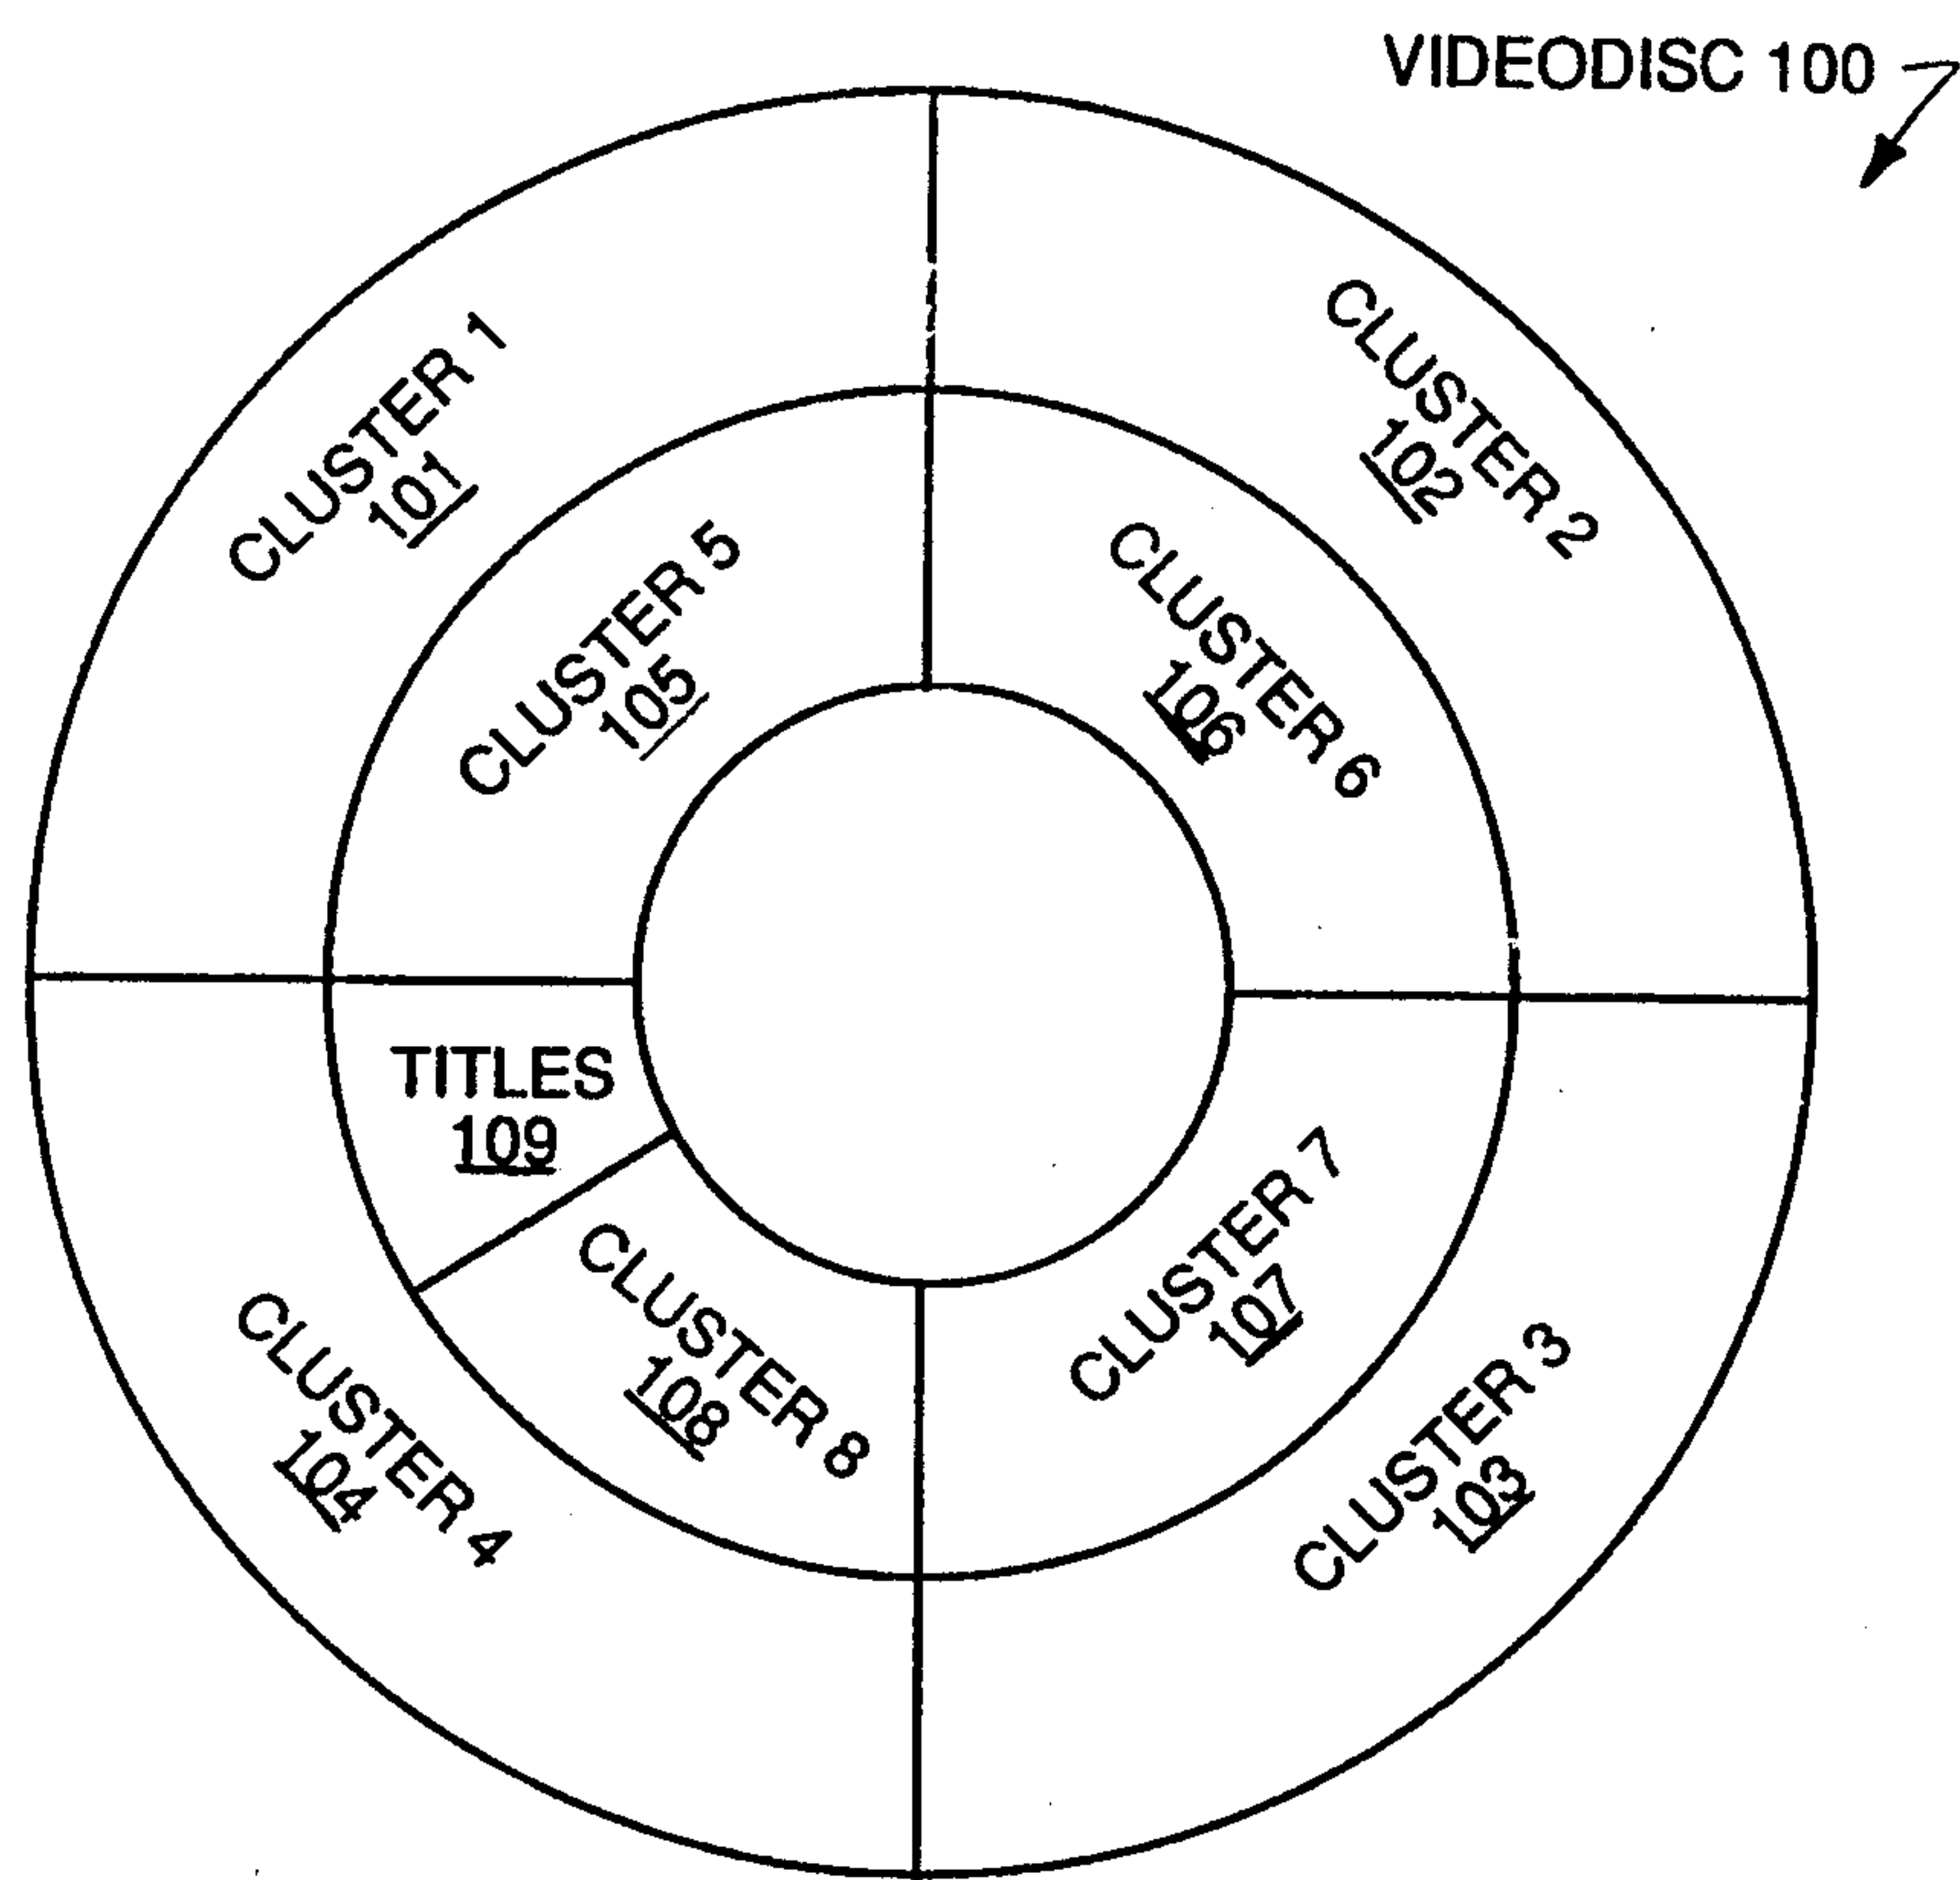 VIDEODISC 100
CLUSTER 1
101
CLUSTER 2
102
CLUSTER 5
105
CLUSTER 6
106
TITLES
109
CLUSTER 7
107
CLUSTER 8
108
CLUSTER 4
104
CLUSTER 3
103